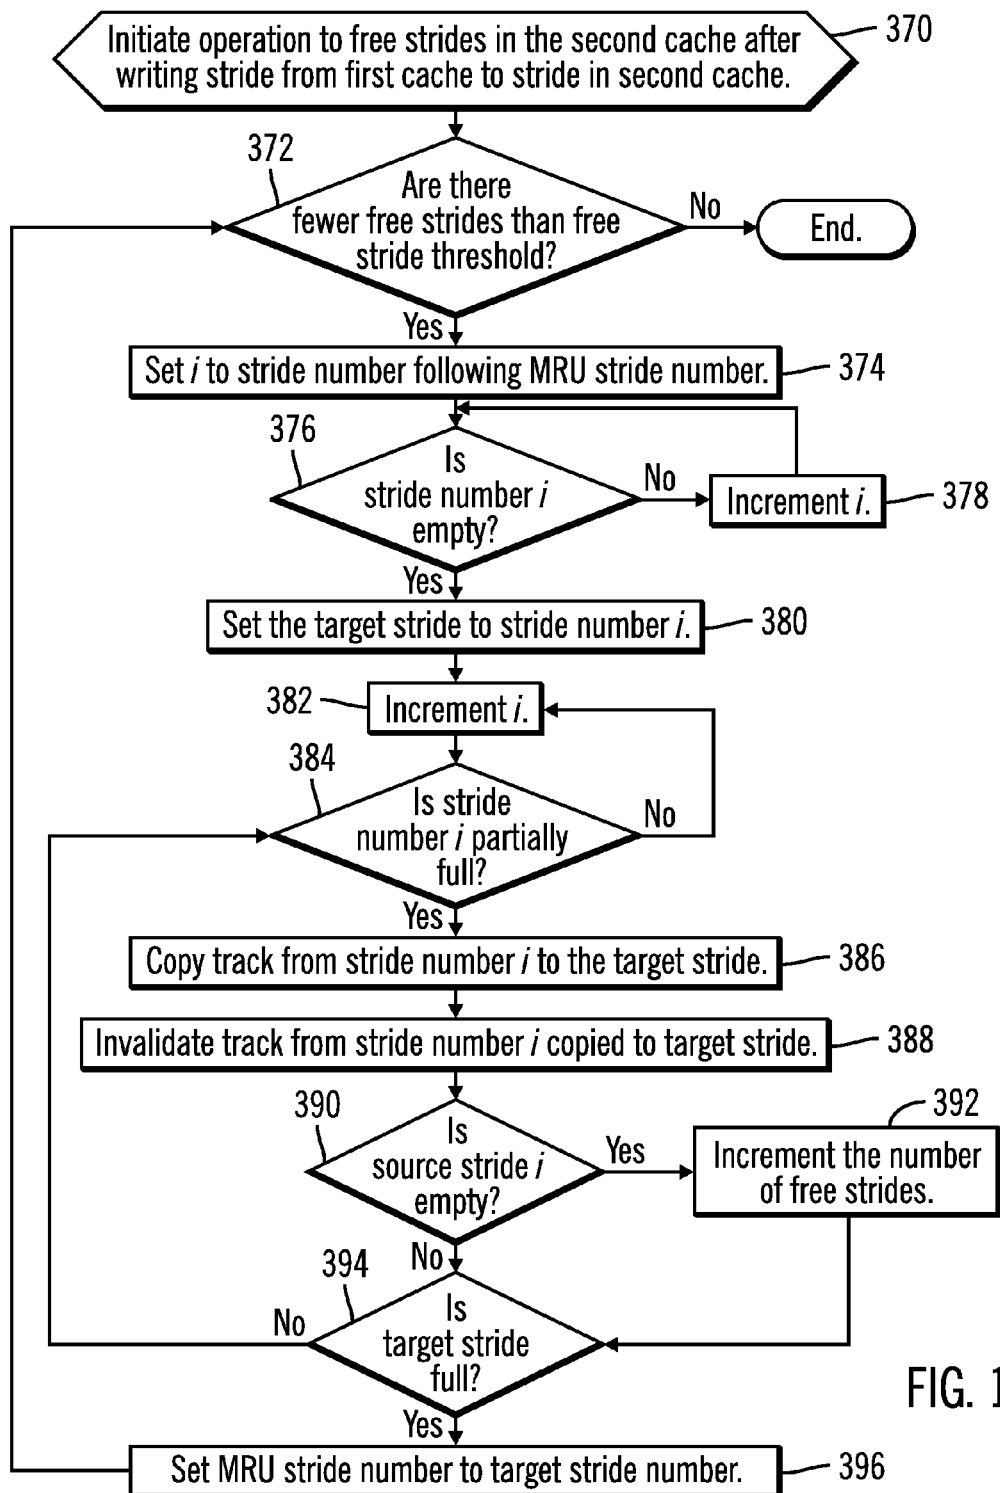 Initiate operation to free strides in the second cache after
writing stride from first cache to stride in second cache.
370
372
Are there
fewer free strides than free
stride threshold?
No
End.
Yes
Set i to stride number following MRU stride number.
374
376
Is
stride number i
empty?
No
Increment i.
378
Yes
Set the target stride to stride number i.
380
382
Increment i.
384
Is stride
number i partially
full?
No
Yes
Copy track from stride number i to the target stride.
386
Invalidate track from stride number i copied to target stride.
388
390
Is
source stride i
empty?
Yes
392
Increment the number
of free strides.
No
394
Is
target stride
full?
No
Yes
FIG. 1
Set MRU stride number to target stride number.
396